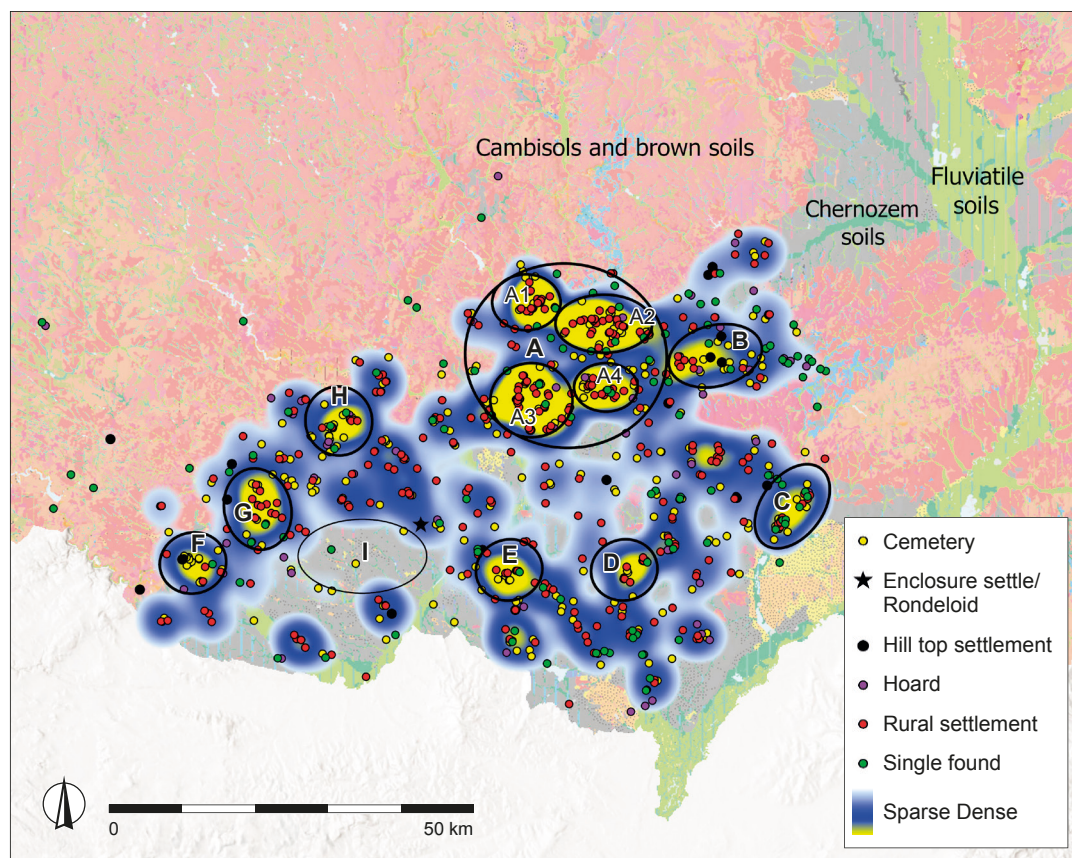 Cambisols and brown soils
Fluviatile
soils
Chernozem
soils
A1
A2
A
B
A4
A3
H
C
G
I
F
E
D
Cemetery
Enclosure settle/
Rondeloid
Hill top settlement
Hoard
Rural settlement
Single found
Sparse Dense
0
50 km